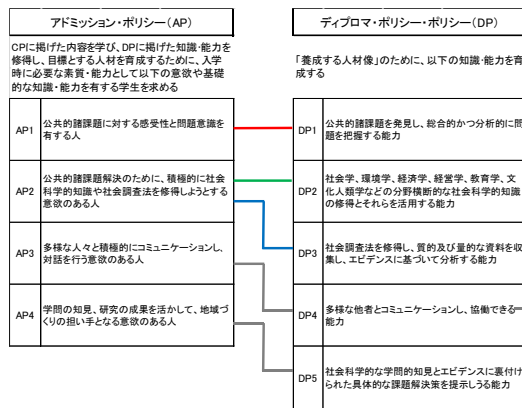 アドミッション・ポリシー(AP)
CPに掲げた内容を学び、DPに掲げた知識・能力を
修得し、目標とする人材を育成するために、入学
時に必要な素質・能力として以下の意欲や基礎
的な知識・能力を有する学生を求める
AP1
公共的諸課題に対する感受性と問題意識を
有する人
AP2
公共的諸課題解決のために、積極的に社会
科学的知識や社会調査法を修得しようとする
意欲のある人
AP3
多様な人々と積極的にコミュニケーションし、
対話を行う意欲のある人
AP4
学問の知見、研究の成果を活かして、地域づ
くりの担い手となる意欲のある人
ディプロマ・ポリシー・ポリシー(DP)
「養成する人材像」のために、以下の知識・能力を育
成する
DP1
公共的諸課題を発見し、総合的かつ分析的に問
題を把握する能力
DP2
社会学、環境学、経済学、経営学、教育学、文
化人類学などの分野横断的な社会科学的知識
の修得とそれらを活用する能力
DP3
社会調査法を修得し、質的及び量的な資料を収
集し、エビデンスに基づいて分析する能力
DP4
多様な他者とコミュニケーションし、協働できる
能力
DP5
社会科学的な学問的知見とエビデンスに裏付け
られた具体的な課題解決策を提示しうる能力